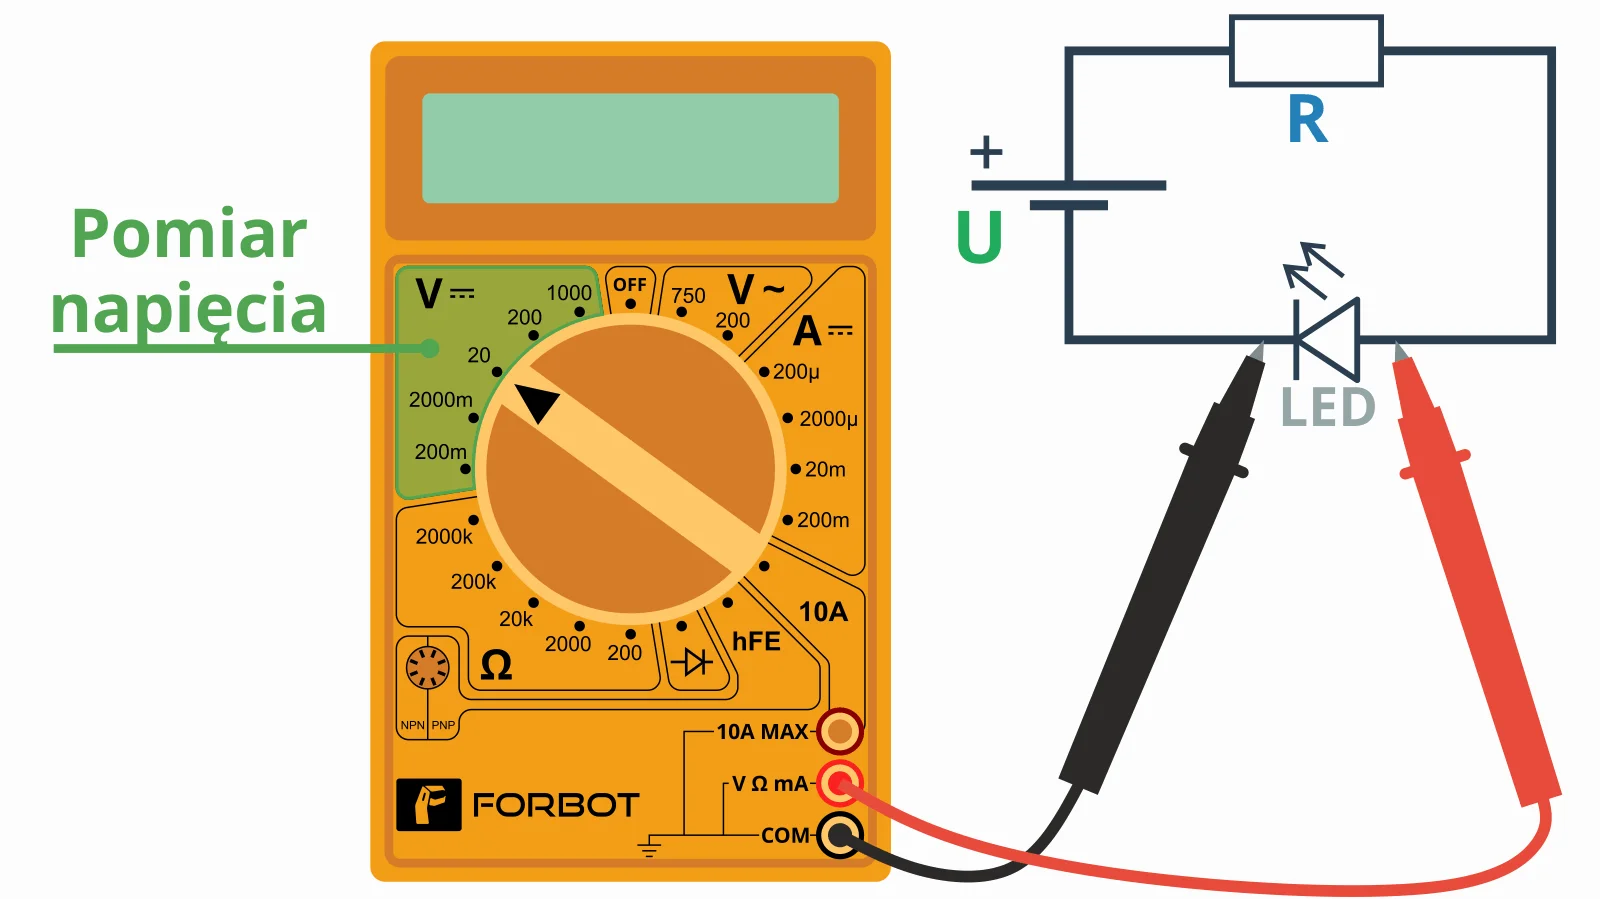 Pomiar
napięcia
V
1000
200
20
2000m
200m
OFF
750
V ~
200
A
200µ
2000µ
20m
200m
10A
hFE
2000k
200k
20k
2000
200
Ω
NPN PNP
10A MAX
V Ω mA
COM
FORBOT
+
U
R
LED